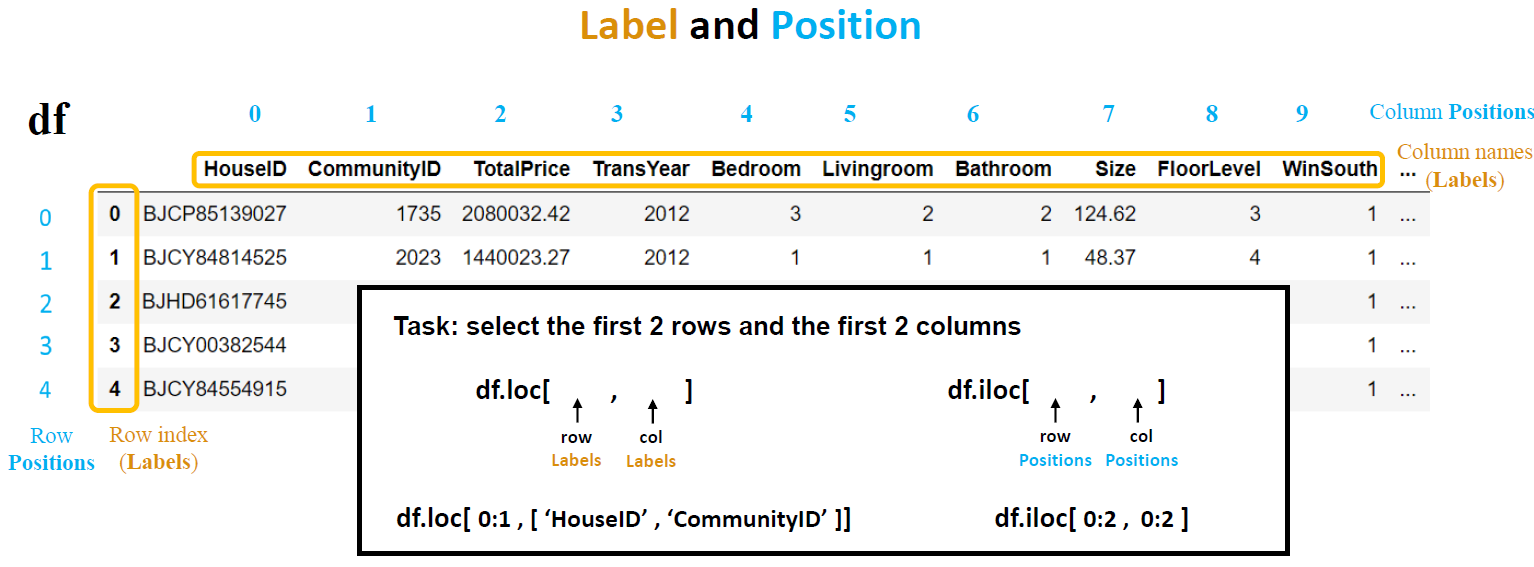 Label and Position
df
0 1 2 3 4 5 6 7 8 9 Column Positions
HouseID CommunityID TotalPrice TransYear Bedroom Livingroom Bathroom Size FloorLevel WinSouth ...
Column names
(Labels)
0 0 BJCP85139027 1735 2080032.42 2012 3 2 2 124.62 3 1 ...
1 1 BJCY84814525 2023 1440023.27 2012 1 1 1 48.37 4 1 ...
2 2 BJHD61617745 1 ...
3 3 BJCY00382544 1 ...
4 4 BJCY84554915 1 ...
Row
Positions
Row index
(Labels)
Task: select the first 2 rows and the first 2 columns
df.loc[ , ]
row col
Labels Labels
df.loc[ 0:1 , [ ‘HouseID’ , ‘CommunityID’ ]]
df.iloc[ , ]
row col
Positions Positions
df.iloc[ 0:2 , 0:2 ]